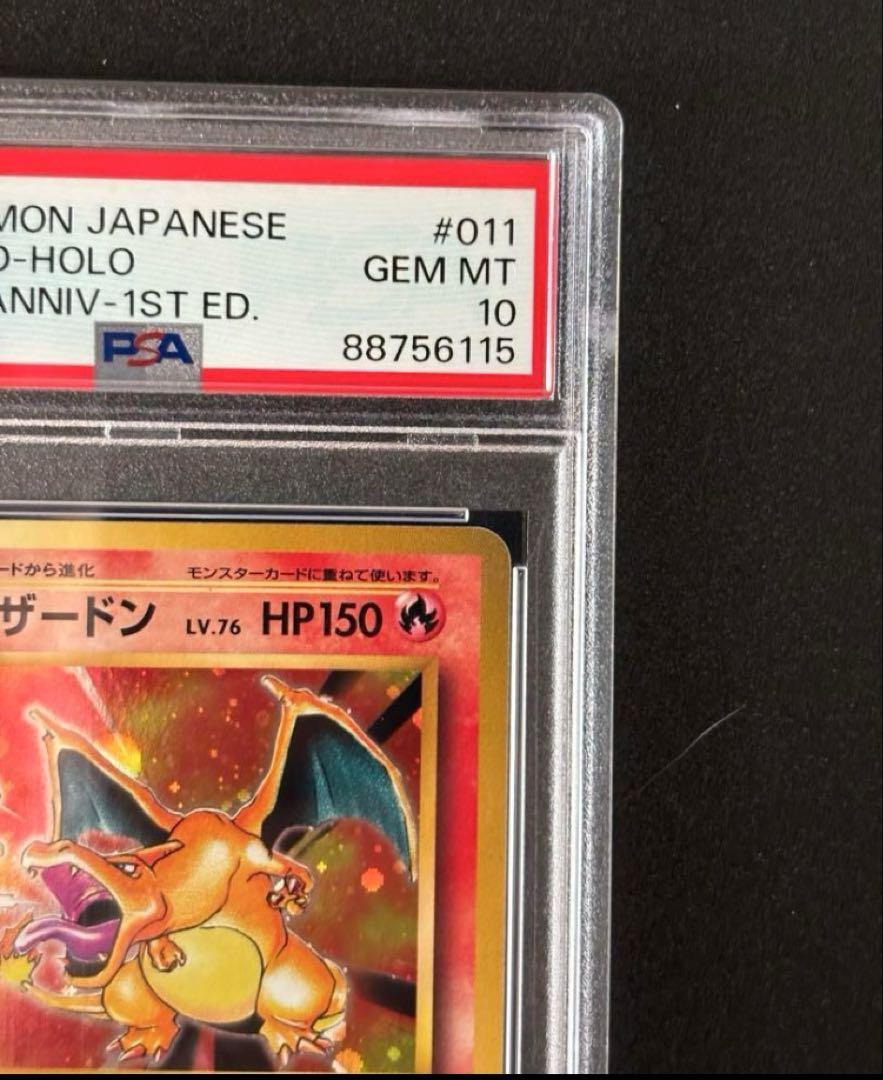 MON JAPANESE #011
D-HOLO GEM MT
ANNIV-1ST ED. 10
PSA 88756115
ードから進化 モンスターカードに重ねて使います。
ザードン LV.76 HP150